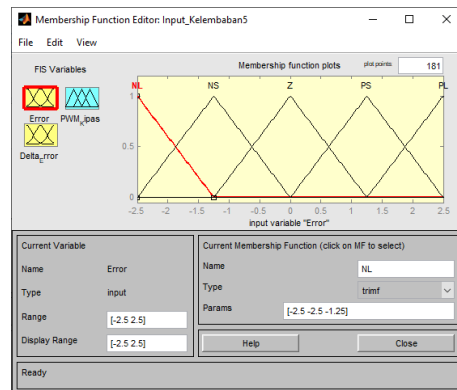 Membership Function Editor: Input_Kelembaban5
File Edit View
FIS Variables
Membership function plots
plot points: 181
Error PWM_Kipas
Delta_Error
NL NS Z PS PL
1
0.5
0
-2.5 -2 -1.5 -1 -0.5 0 0.5 1 1.5 2 2.5
input variable "Error"
Current Variable
Name Error
Type input
Range [-2.5 2.5]
Display Range [-2.5 2.5]
Current Membership Function (click on MF to select)
Name NL
Type trimf
Params [-2.5 -2.5 -1.25]
Help Close
Ready